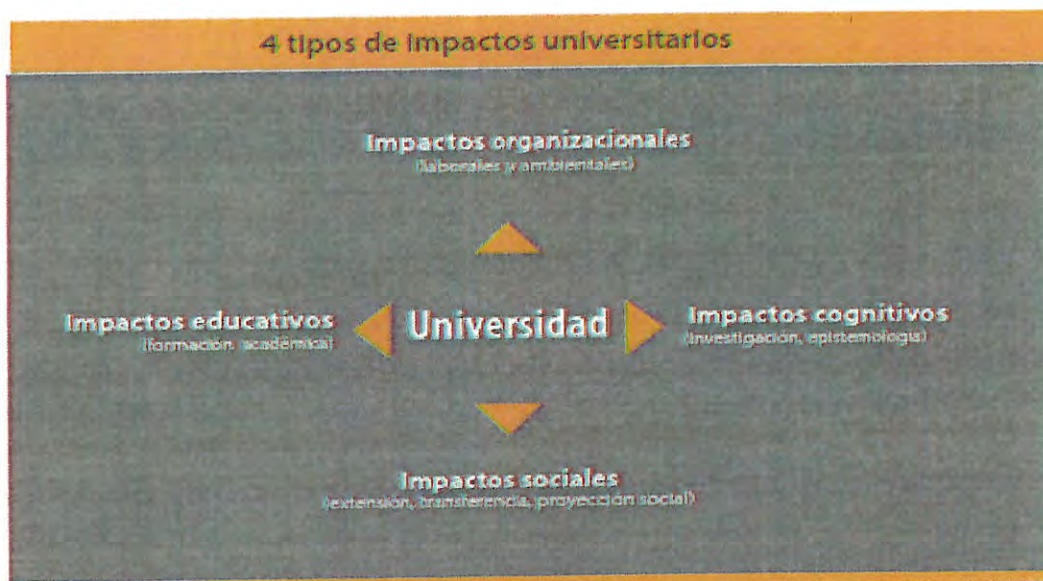 4 tipos de impactos universitarios
Impactos organizacionales
(laborales y ambientales)
Impactos educativos
(formación, académica)
Universidad
Impactos cognitivos
(investigación, epistemología)
Impactos sociales
(extensión, transferencia, proyección social)